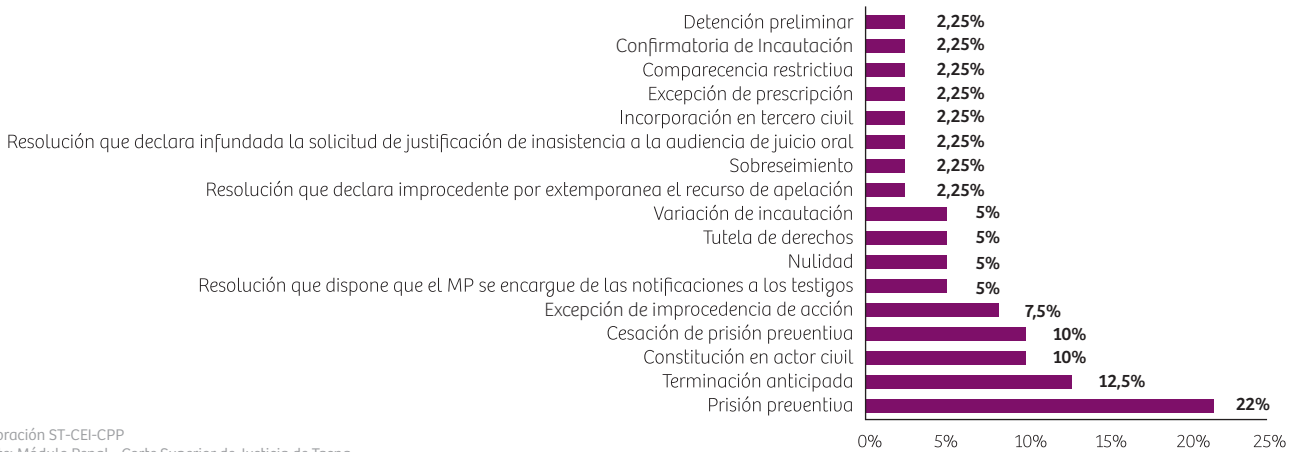 Detención preliminar 2,25%
Confirmatoria de Incautación 2,25%
Comparecencia restrictiva 2,25%
Excepción de prescripción 2,25%
Incorporación en tercero civil 2,25%
Resolución que declara infundada la solicitud de justificación de inasistencia a la audiencia de juicio oral 2,25%
Sobreseimiento 2,25%
Resolución que declara improcedente por extemporanea el recurso de apelación 2,25%
Variación de incautación 5%
Tutela de derechos 5%
Nulidad 5%
Resolución que dispone que el MP se encargue de las notificaciones a los testigos 5%
Excepción de improcedencia de acción 7,5%
Cesación de prisión preventiva 10%
Constitución en actor civil 10%
Terminación anticipada 12,5%
Prisión preventiva 22%
0% 5% 10% 15% 20% 25%
oración ST-CEI-CPP